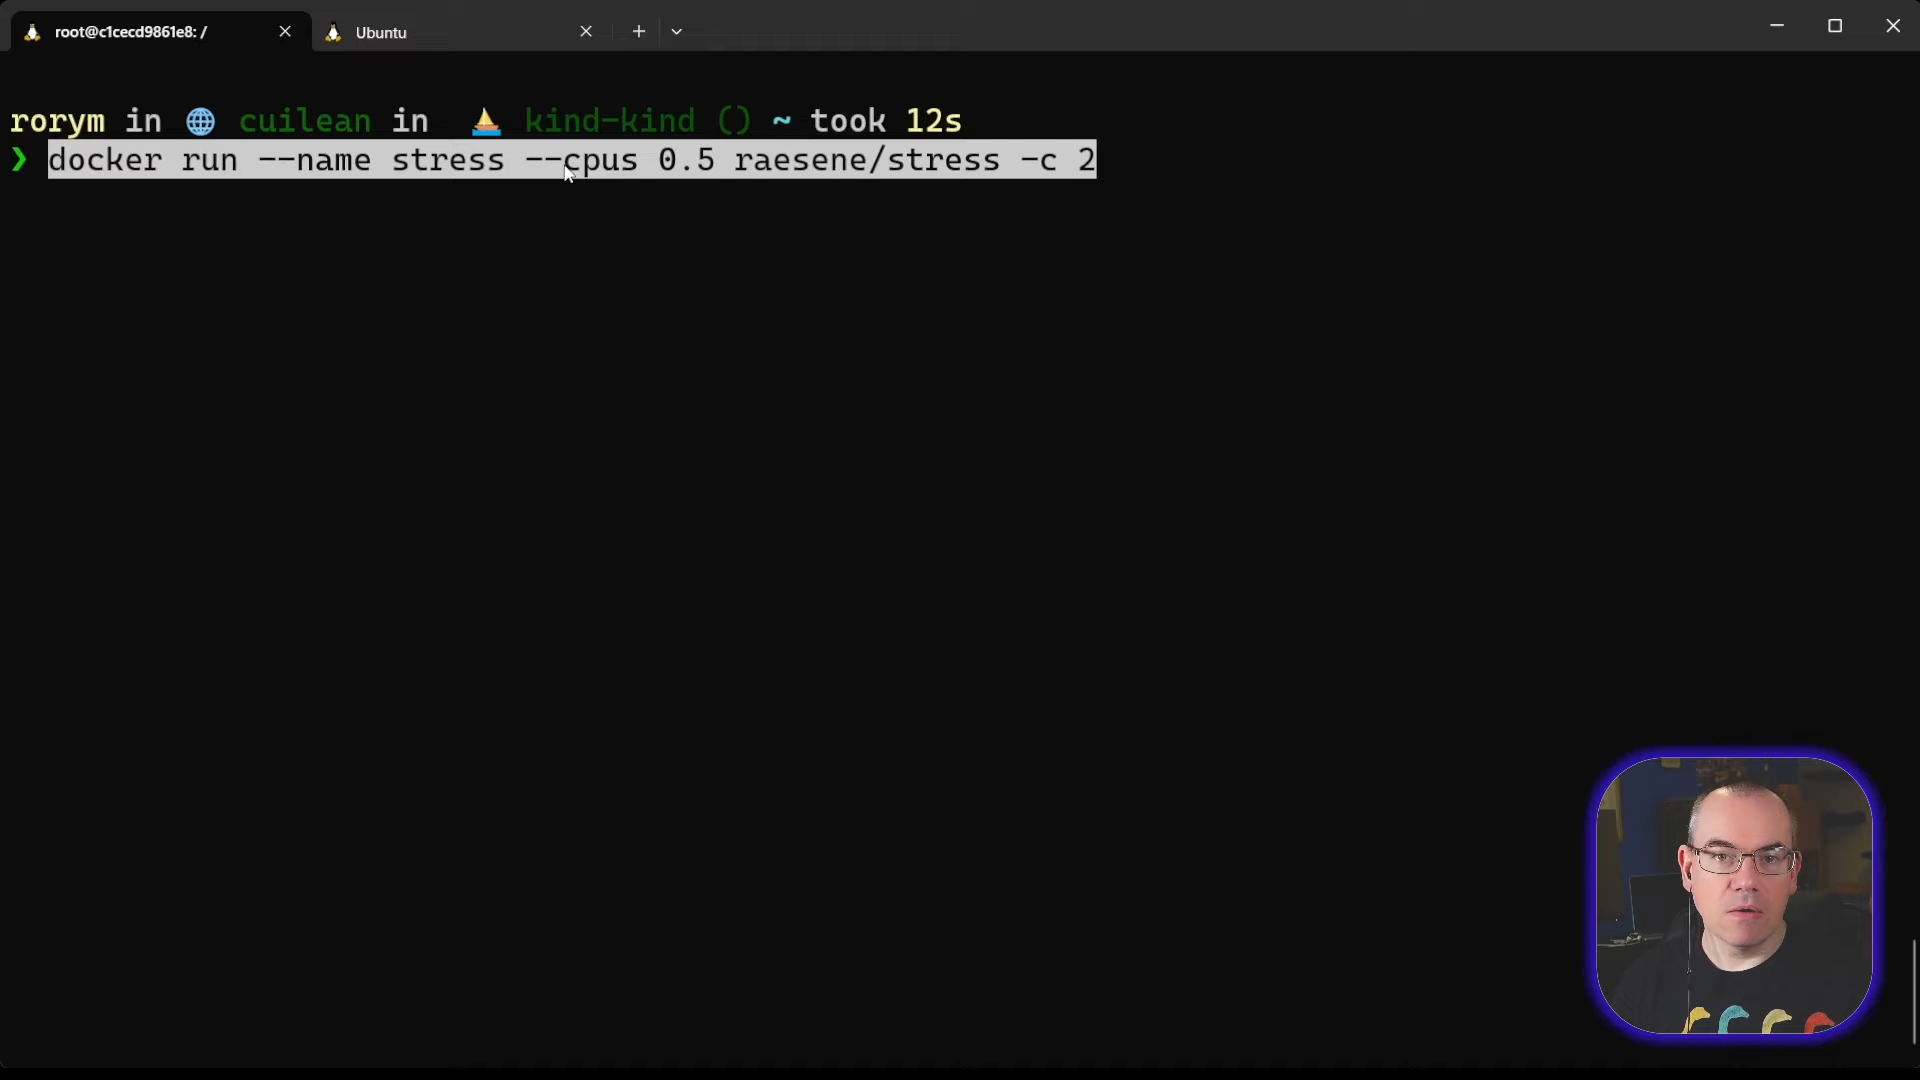 root@c1cecd9861e8: /
Ubuntu
rorym in cuilean in kind-kind () ~ took 12s
❯ docker run --name stress --cpus 0.5 raesene/stress -c 2